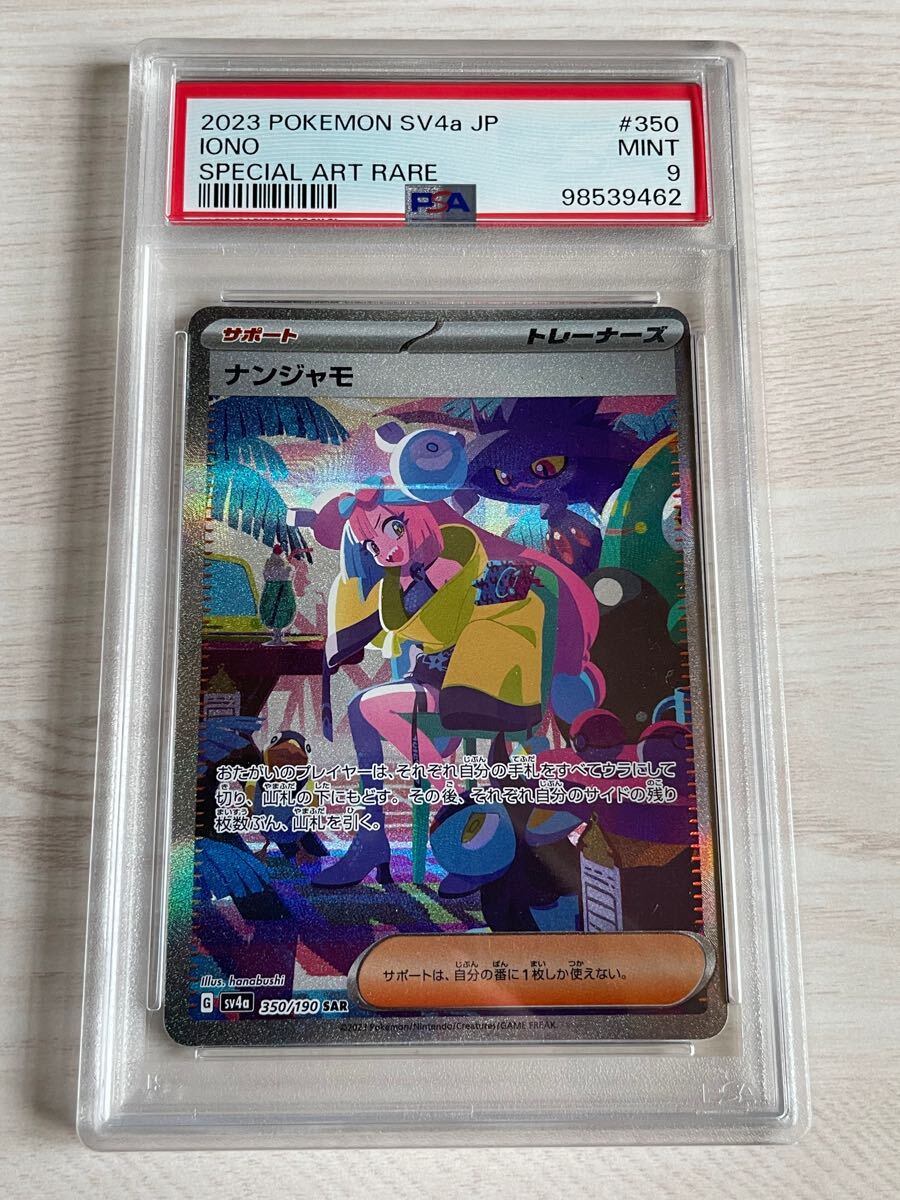 2023 POKEMON SV4a JP #350
IONO MINT
SPECIAL ART RARE 9
PSA 98539462
サポート トレーナーズ
ナンジャモ
おたがいのプレイヤーは、それぞれ自分の手札をすべてウラにして
切り、山札の下にもどす。その後、それぞれ自分のサイドの残り
枚数ぶん、山札を引く。
サポートは、自分の番に1枚しか使えない。
Illus. hanabushi
G sv4a 350/190 SAR
©2023 Pokémon/Nintendo/Creatures/GAME FREAK.
PSA